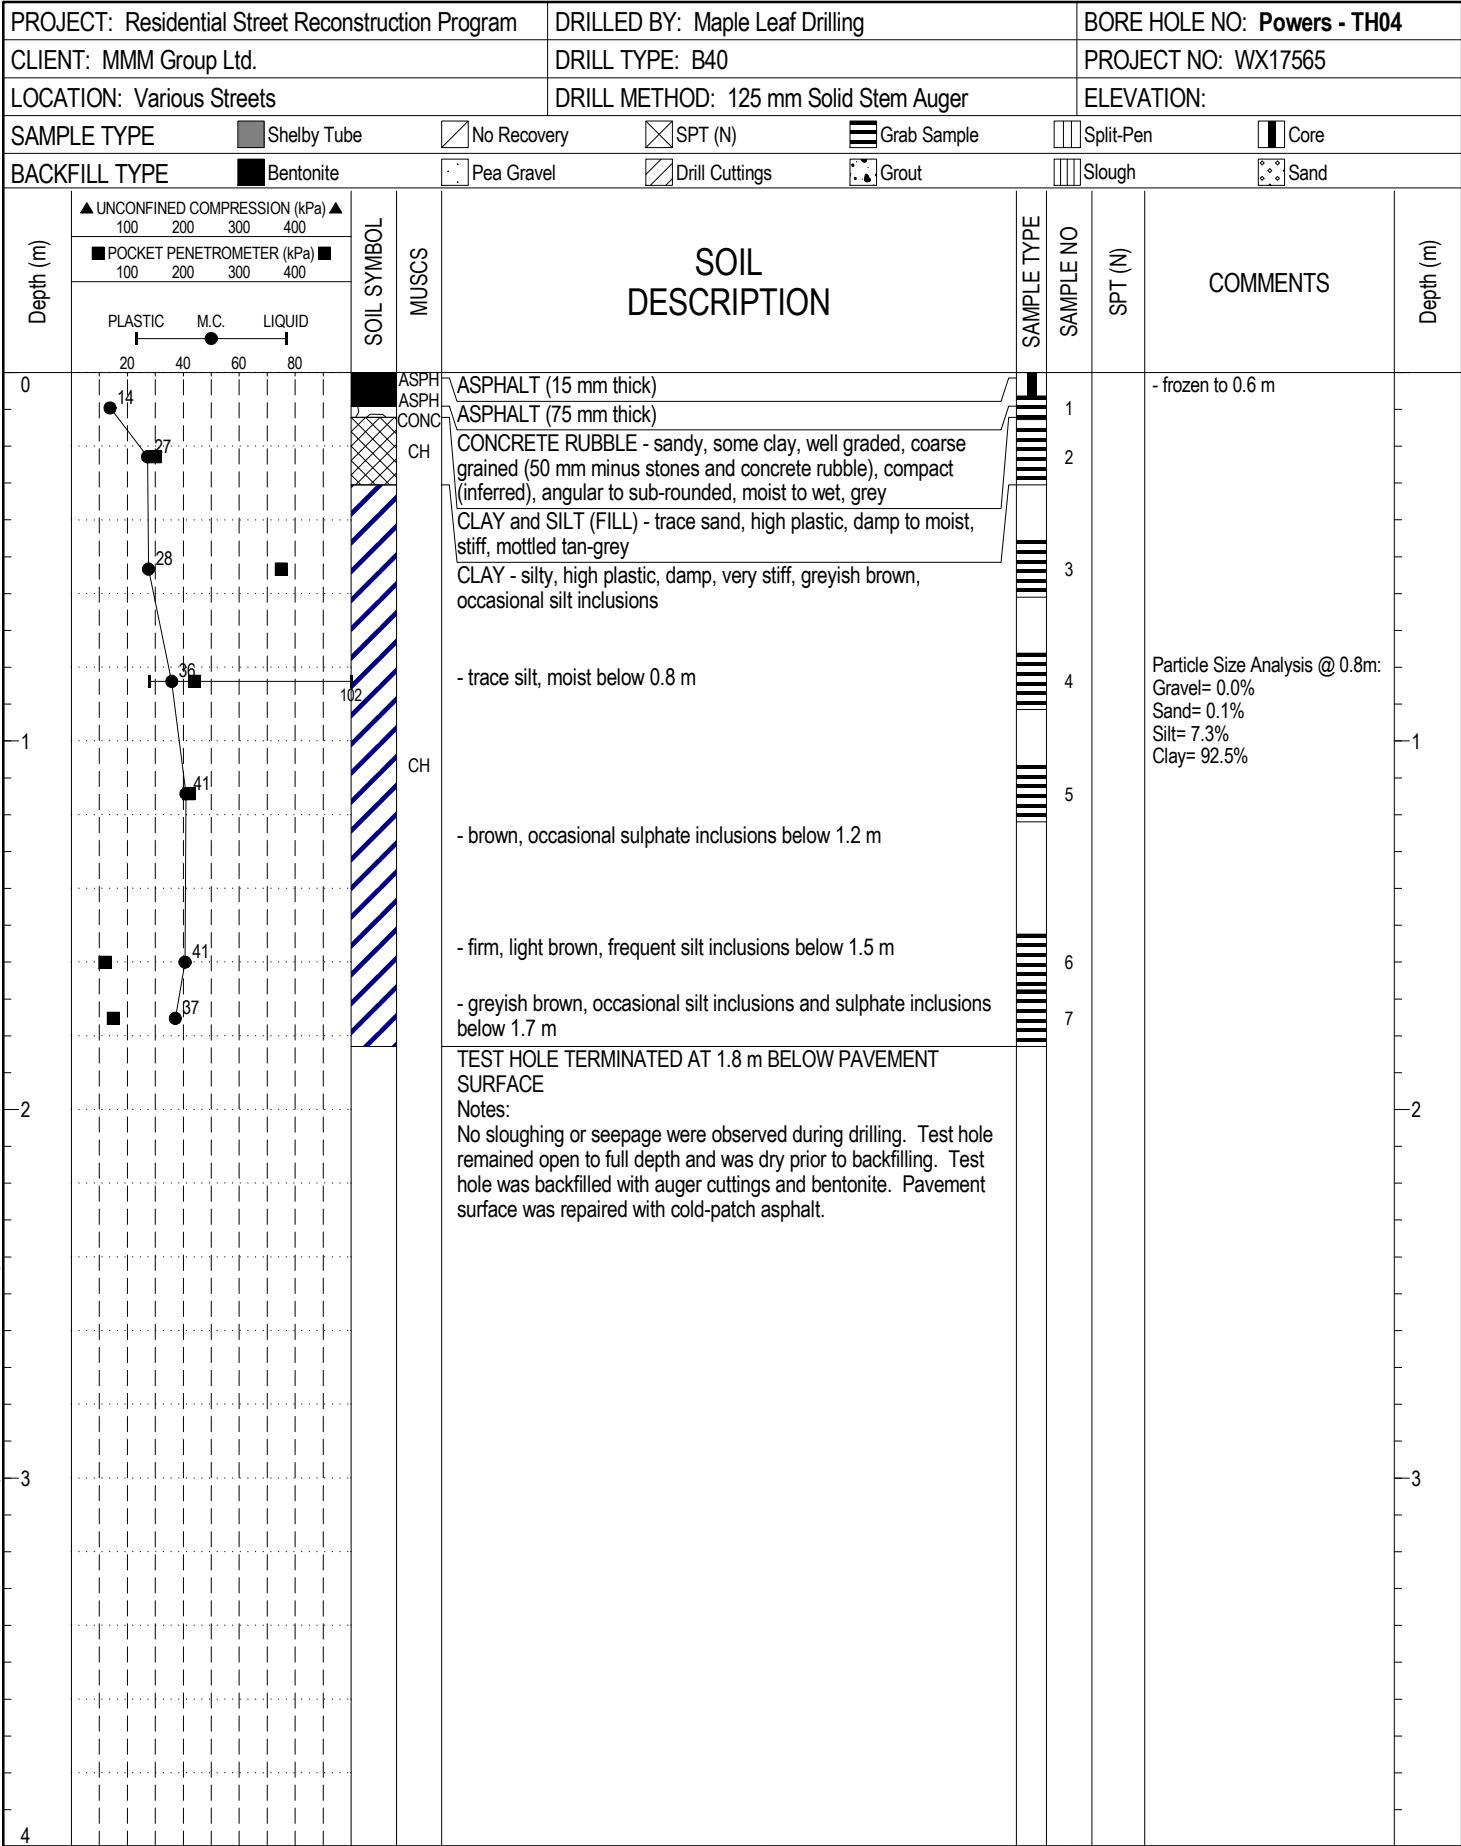 PROJECT: Residential Street Reconstruction Program DRILLED BY: Maple Leaf Drilling BORE HOLE NO: Powers - TH04
CLIENT: MMM Group Ltd. DRILL TYPE: B40 PROJECT NO: WX17565
LOCATION: Various Streets DRILL METHOD: 125 mm Solid Stem Auger ELEVATION:
SAMPLE TYPE Shelby Tube No Recovery SPT (N) Grab Sample Split-Pen Core
BACKFILL TYPE Bentonite Pea Gravel Drill Cuttings Grout Slough Sand
Depth (m)
UNCONFINED COMPRESSION (kPa)
100 200 300 400
POCKET PENETROMETER (kPa)
100 200 300 400
PLASTIC M.C. LIQUID
20 40 60 80
SOIL SYMBOL
MUSCS
SOIL
DESCRIPTION
SAMPLE TYPE
SAMPLE NO
SPT (N)
COMMENTS
Depth (m)
0 ASPH ASPHALT (15 mm thick) - frozen to 0.6 m
14 ASPH ASPHALT (75 mm thick) 1
CONC
27 CH CONCRETE RUBBLE - sandy, some clay, well graded, coarse 2
grained (50 mm minus stones and concrete rubble), compact
(inferred), angular to sub-rounded, moist to wet, grey
CLAY and SILT (FILL) - trace sand, high plastic, damp to moist,
stiff, mottled tan-grey
28 CLAY - silty, high plastic, damp, very stiff, greyish brown, 3
occasional silt inclusions
36 102 - trace silt, moist below 0.8 m 4
Particle Size Analysis @ 0.8m:
Gravel= 0.0%
Sand= 0.1%
Silt= 7.3%
Clay= 92.5%
1 1
CH
41 5
- brown, occasional sulphate inclusions below 1.2 m
41 - firm, light brown, frequent silt inclusions below 1.5 m 6
37 - greyish brown, occasional silt inclusions and sulphate inclusions 7
below 1.7 m
TEST HOLE TERMINATED AT 1.8 m BELOW PAVEMENT
SURFACE
2 Notes: 2
No sloughing or seepage were observed during drilling. Test hole
remained open to full depth and was dry prior to backfilling. Test
hole was backfilled with auger cuttings and bentonite. Pavement
surface was repaired with cold-patch asphalt.
3 3
4